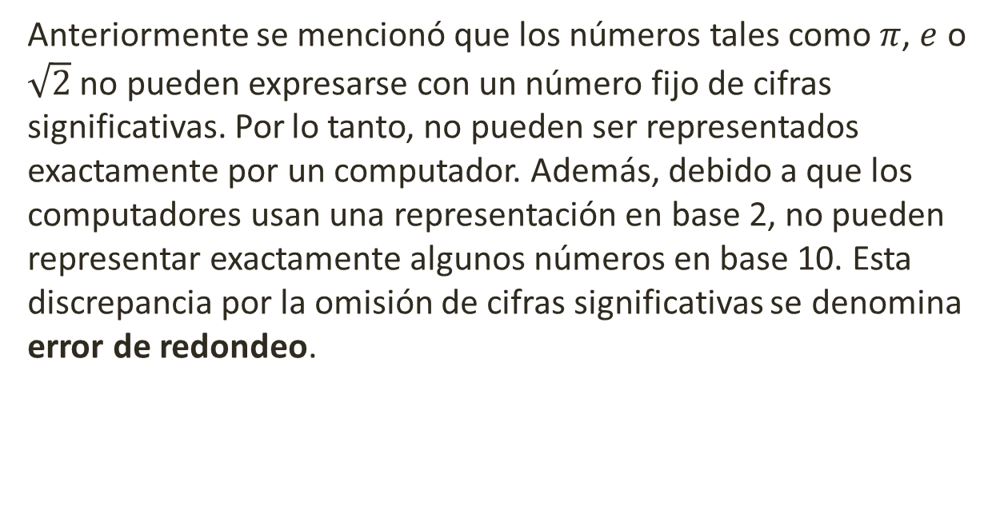 Anteriormente se mencionó que los números tales como π, e o
√2 no pueden expresarse con un número fijo de cifras
significativas. Por lo tanto, no pueden ser representados
exactamente por un computador. Además, debido a que los
computadores usan una representación en base 2, no pueden
representar exactamente algunos números en base 10. Esta
discrepancia por la omisión de cifras significativas se denomina
error de redondeo.